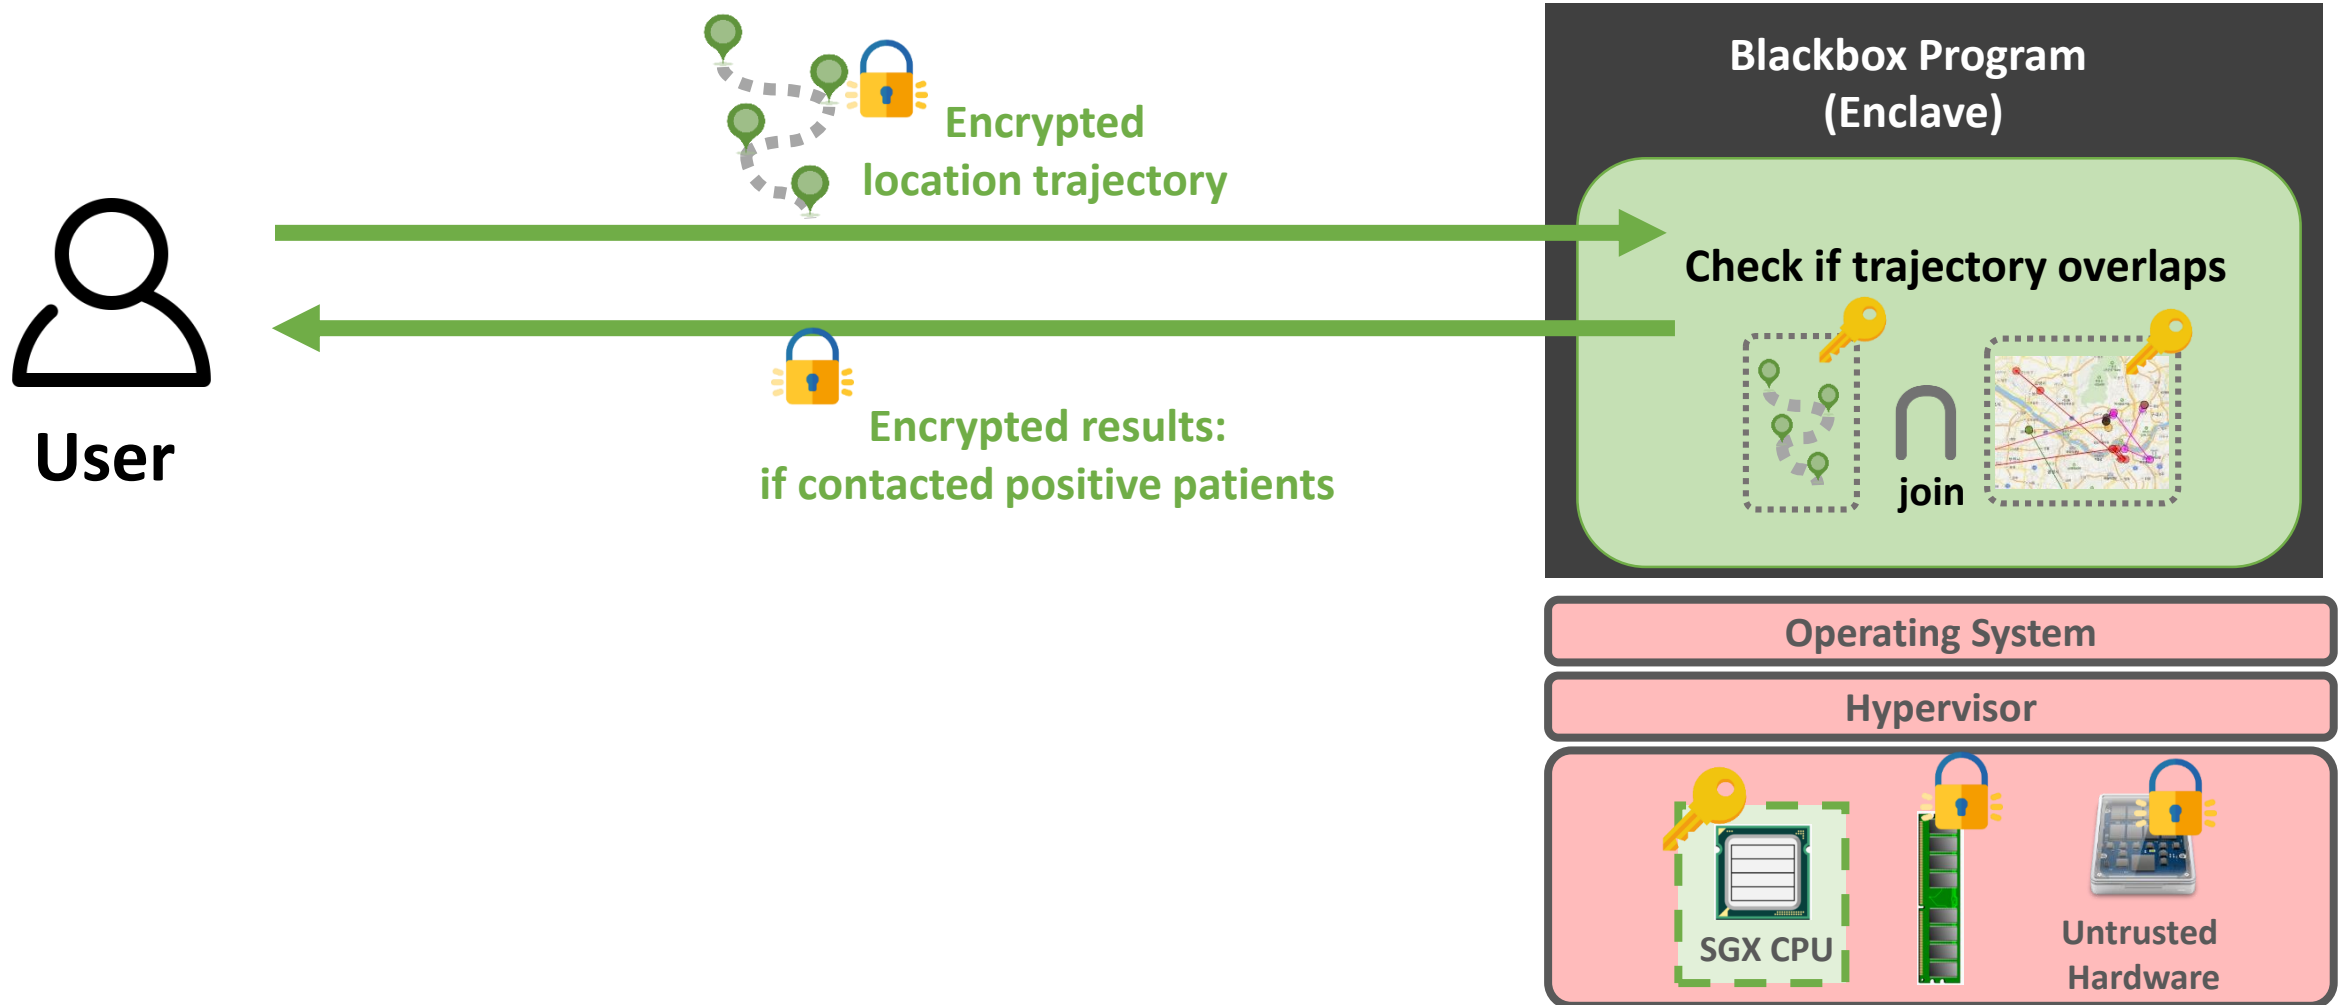 Blackbox Program
(Enclave)
Encrypted
location trajectory
Check if trajectory overlaps
User
Encrypted results:
if contacted positive patients
join
Operating System
Hypervisor
SGX CPU
Untrusted
Hardware